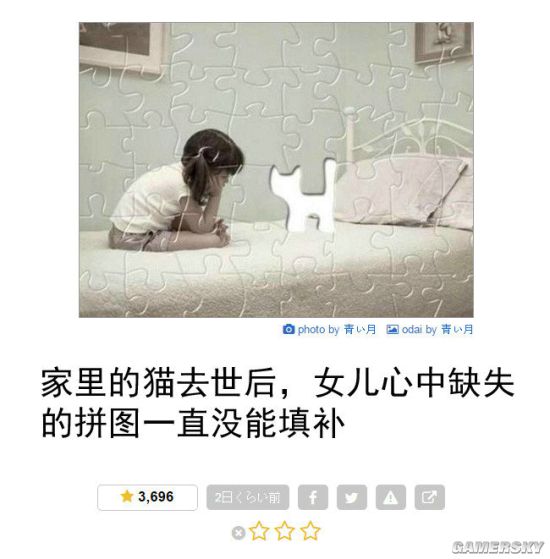 photo by 青い月 odai by 青い月
家里的猫去世后，女儿心中缺失
的拼图一直没能填补
3,696 2日くらい前
GAMERSKY